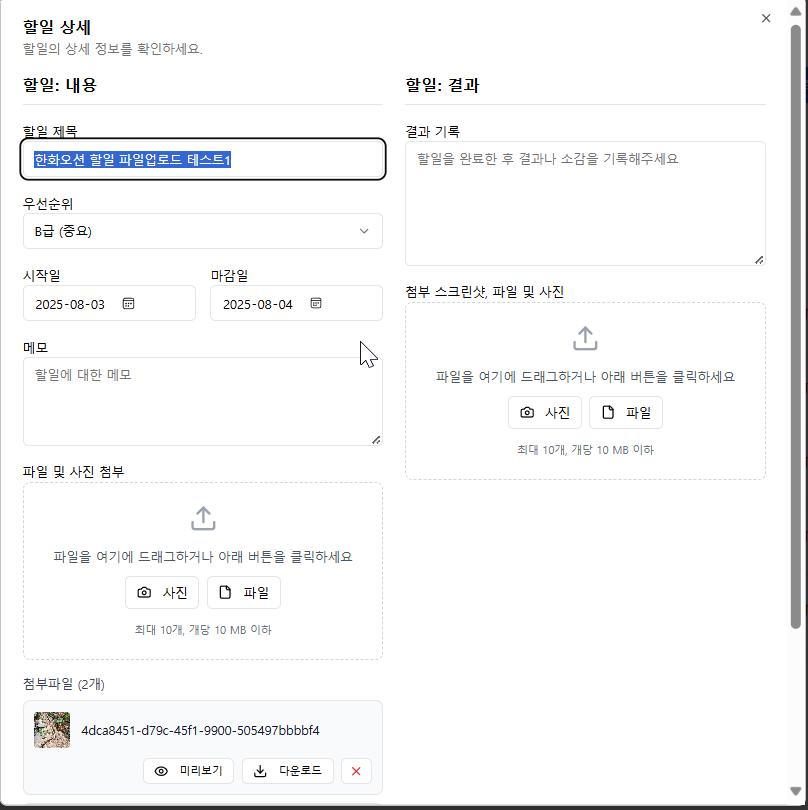 할일 상세
할일의 상세 정보를 확인하세요.
할일: 내용
할일 제목
한화오션 할일 파일업로드 테스트1
우선순위
B급 (중요)
시작일
마감일
2025-08-03
2025-08-04
메모
할일에 대한 메모
파일 및 사진 첨부
파일을 여기에 드래그하거나 아래 버튼을 클릭하세요
사진
파일
최대 10개, 개당 10 MB 이하
첨부파일 (2개)
4dca8451-d79c-45f1-9900-505497bbbbf4
미리보기
다운로드
할일: 결과
결과 기록
할일을 완료한 후 결과나 소감을 기록해주세요
첨부 스크린샷, 파일 및 사진
파일을 여기에 드래그하거나 아래 버튼을 클릭하세요
사진
파일
최대 10개, 개당 10 MB 이하